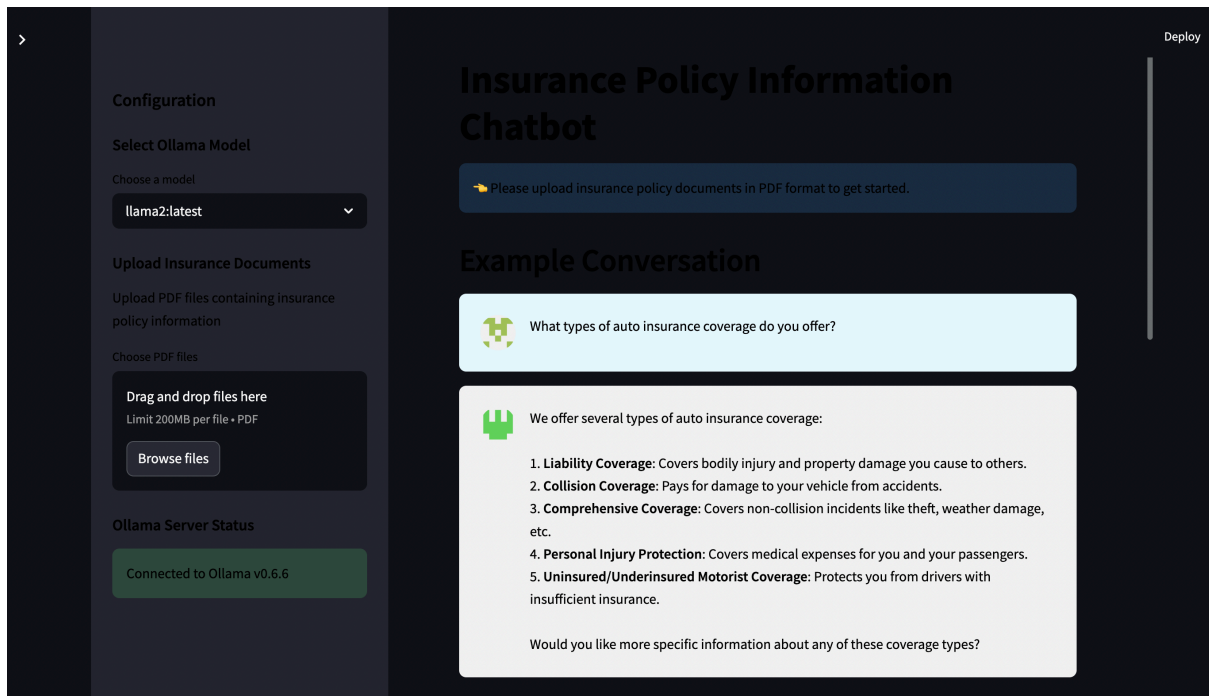 Deploy
Configuration
Select Ollama Model
Choose a model
llama2:latest
Upload Insurance Documents
Upload PDF files containing insurance
policy information
Choose PDF files
Drag and drop files here
Limit 200MB per file • PDF
Browse files
Ollama Server Status
Connected to Ollama v0.6.6
Insurance Policy Information
Chatbot
👈 Please upload insurance policy documents in PDF format to get started.
Example Conversation
What types of auto insurance coverage do you offer?
We offer several types of auto insurance coverage:
1. Liability Coverage: Covers bodily injury and property damage you cause to others.
2. Collision Coverage: Pays for damage to your vehicle from accidents.
3. Comprehensive Coverage: Covers non-collision incidents like theft, weather damage,
etc.
4. Personal Injury Protection: Covers medical expenses for you and your passengers.
5. Uninsured/Underinsured Motorist Coverage: Protects you from drivers with
insufficient insurance.
Would you like more specific information about any of these coverage types?